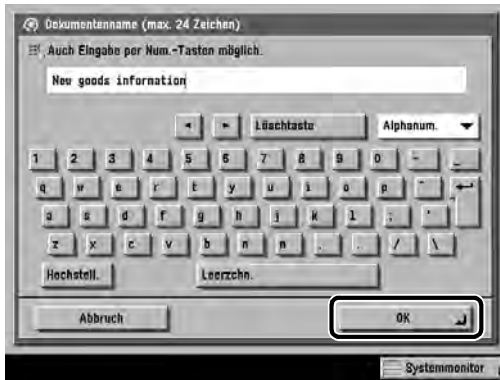 Dokumentenname (max. 24 Zeichen)
Auch Eingabe per Num.-Tasten möglich.
New goods information
Löschtaste Alphanum.
1 2 3 4 5 6 7 8 9 0 - _
q w e r t y u i o p
a s d f g h j k l ; '
z x c v b n m , . / \
Hochstell. Leerzchn.
Abbruch OK
Systemmonitor